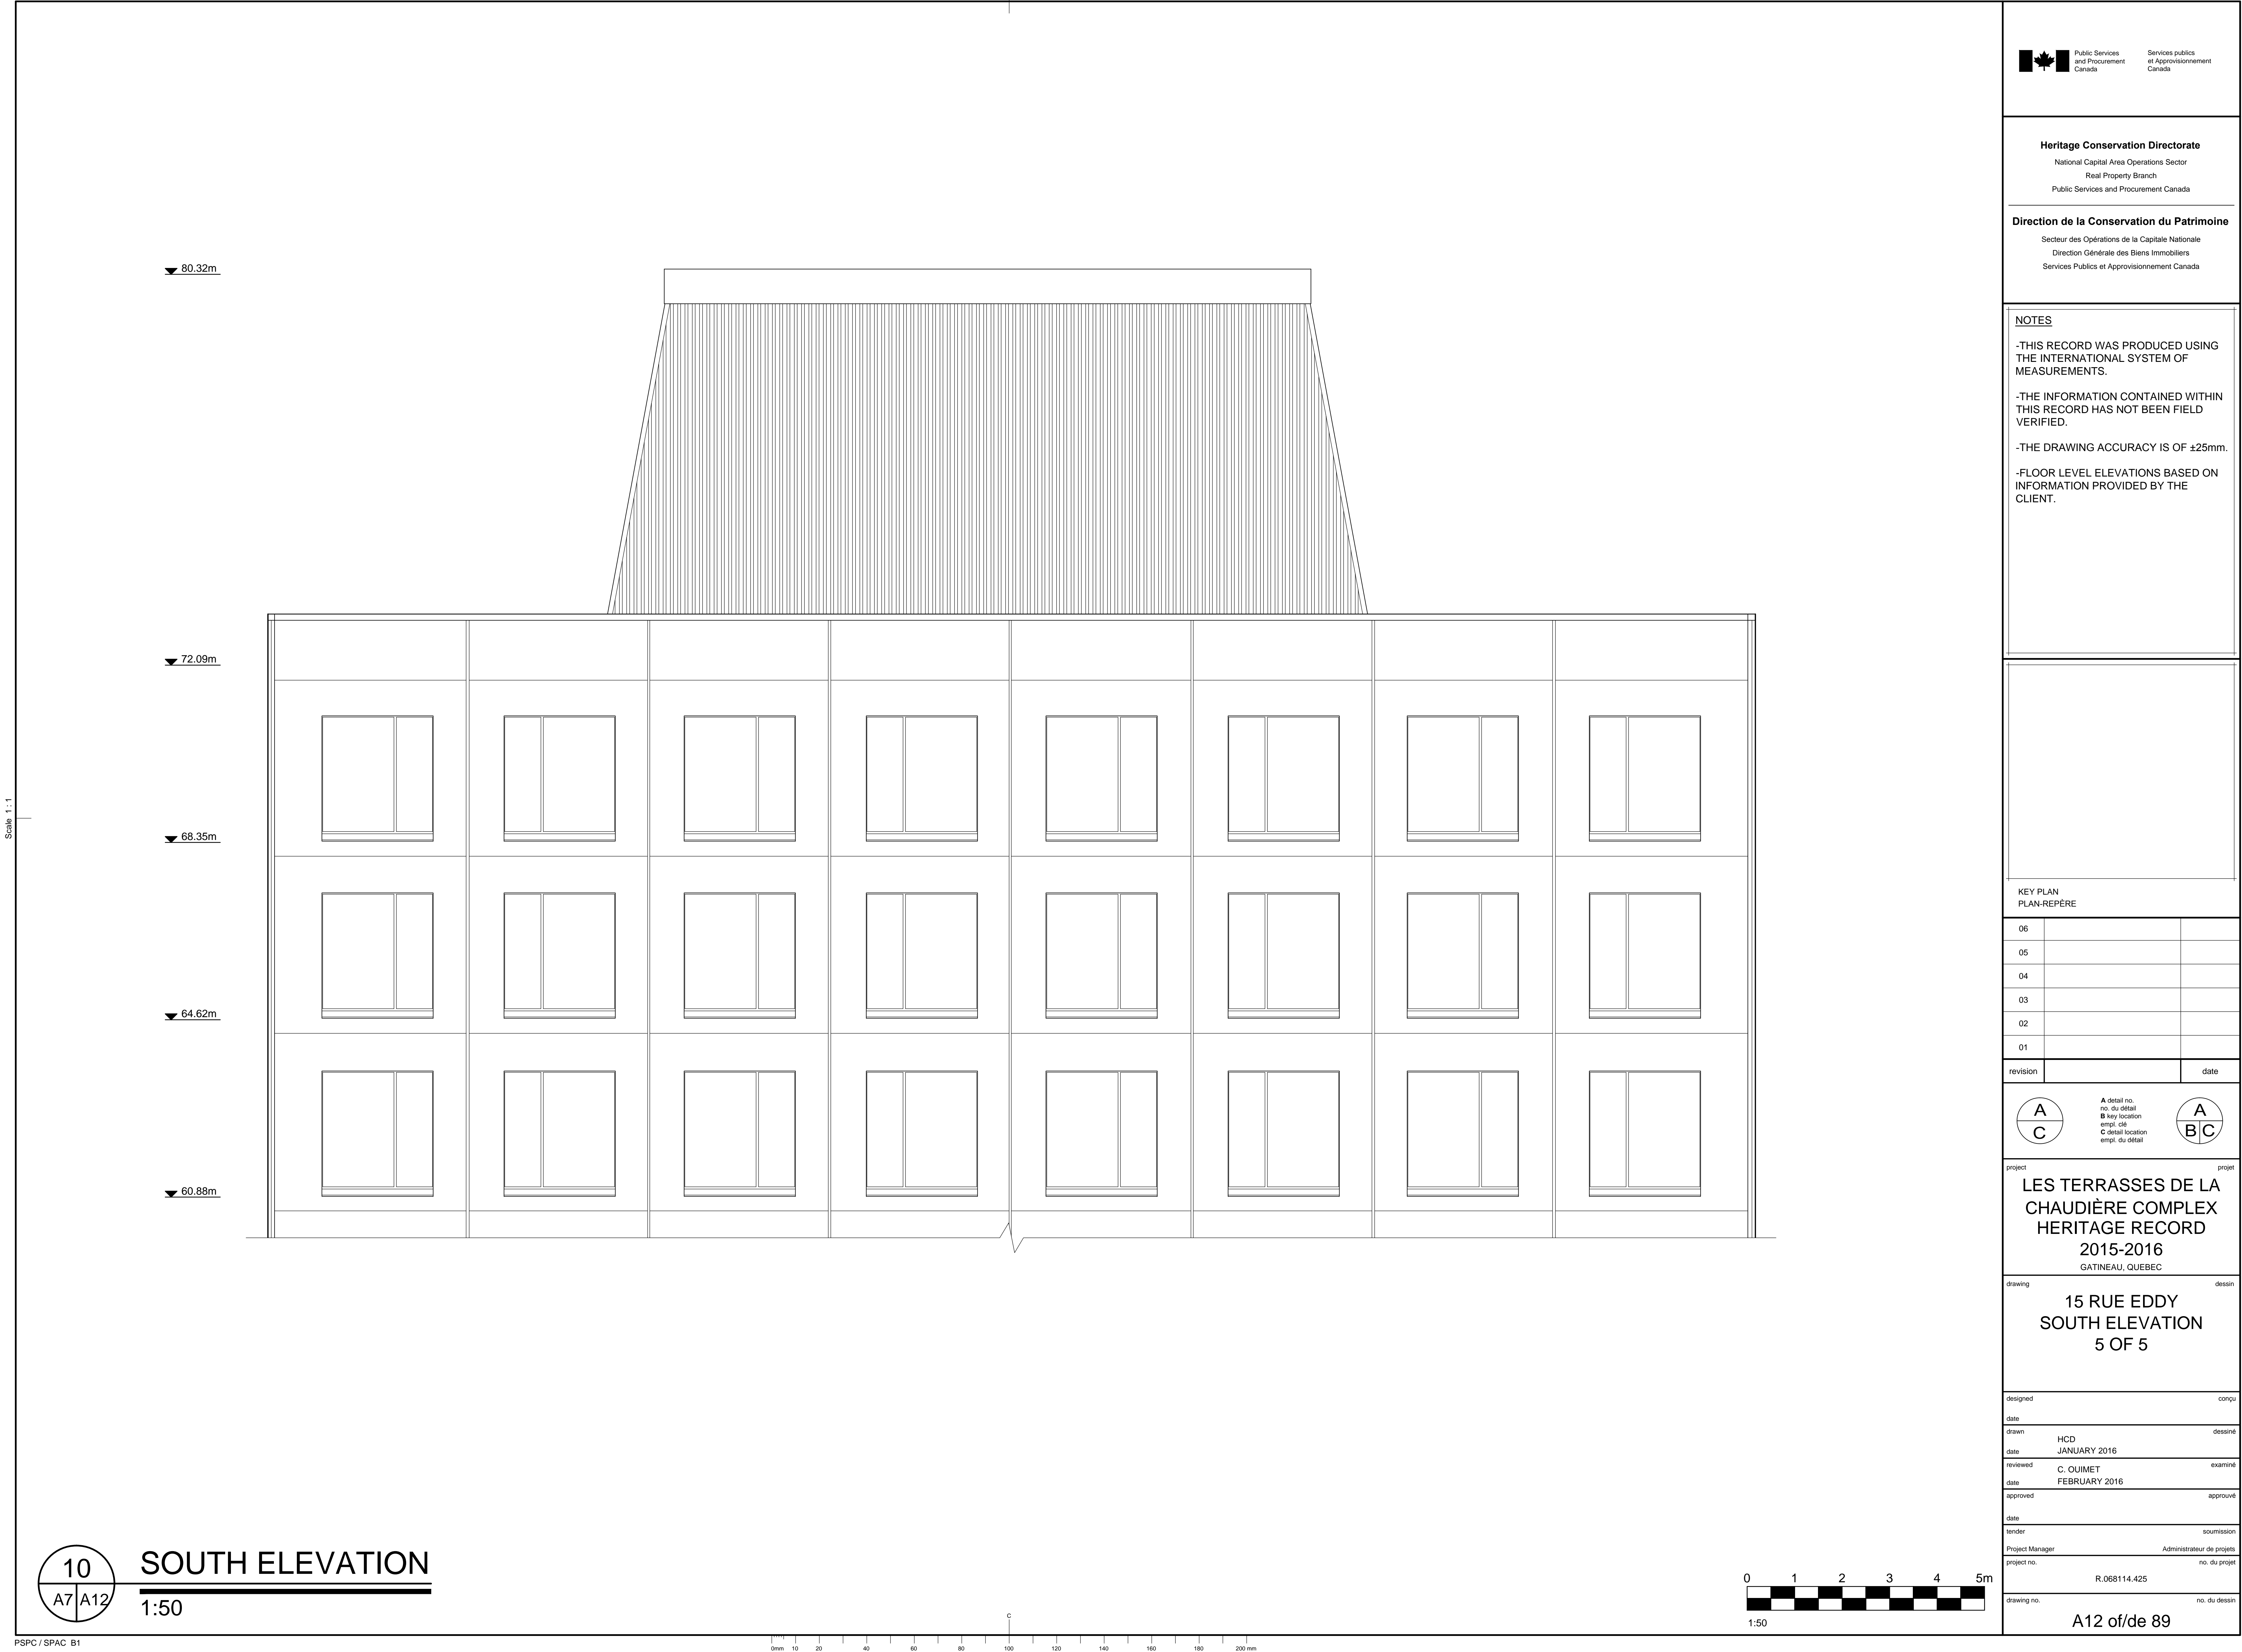 80.32m
72.09m
68.35m
64.62m
60.88m
Scale 1 : 1
10
A7 A12
SOUTH ELEVATION
1:50
0 1 2 3 4 5m
1:50
C
0mm 10 20 40 60 80 100 120 140 160 180 200 mm
PSPC / SPAC B1
Public Services
and Procurement
Canada
Services publics
et Approvisionnement
Canada
Heritage Conservation Directorate
National Capital Area Operations Sector
Real Property Branch
Public Services and Procurement Canada
Direction de la Conservation du Patrimoine
Secteur des Opérations de la Capitale Nationale
Direction Générale des Biens Immobiliers
Services Publics et Approvisionnement Canada
NOTES
-THIS RECORD WAS PRODUCED USING
THE INTERNATIONAL SYSTEM OF
MEASUREMENTS.
-THE INFORMATION CONTAINED WITHIN
THIS RECORD HAS NOT BEEN FIELD
VERIFIED.
-THE DRAWING ACCURACY IS OF ±25mm.
-FLOOR LEVEL ELEVATIONS BASED ON
INFORMATION PROVIDED BY THE
CLIENT.
KEY PLAN
PLAN-REPÈRE
06
05
04
03
02
01
revision date
A
C
A detail no.
no. du détail
B key location
empl. clé
C detail location
empl. du détail
A
B C
project projet
LES TERRASSES DE LA
CHAUDIÈRE COMPLEX
HERITAGE RECORD
2015-2016
GATINEAU, QUEBEC
drawing dessin
15 RUE EDDY
SOUTH ELEVATION
5 OF 5
designed conçu
date
drawn dessiné
HCD
date JANUARY 2016
reviewed examiné
C. OUIMET
date FEBRUARY 2016
approved approuvé
date
tender soumission
Project Manager Administrateur de projets
project no. no. du projet
R.068114.425
drawing no. no. du dessin
A12 of/de 89